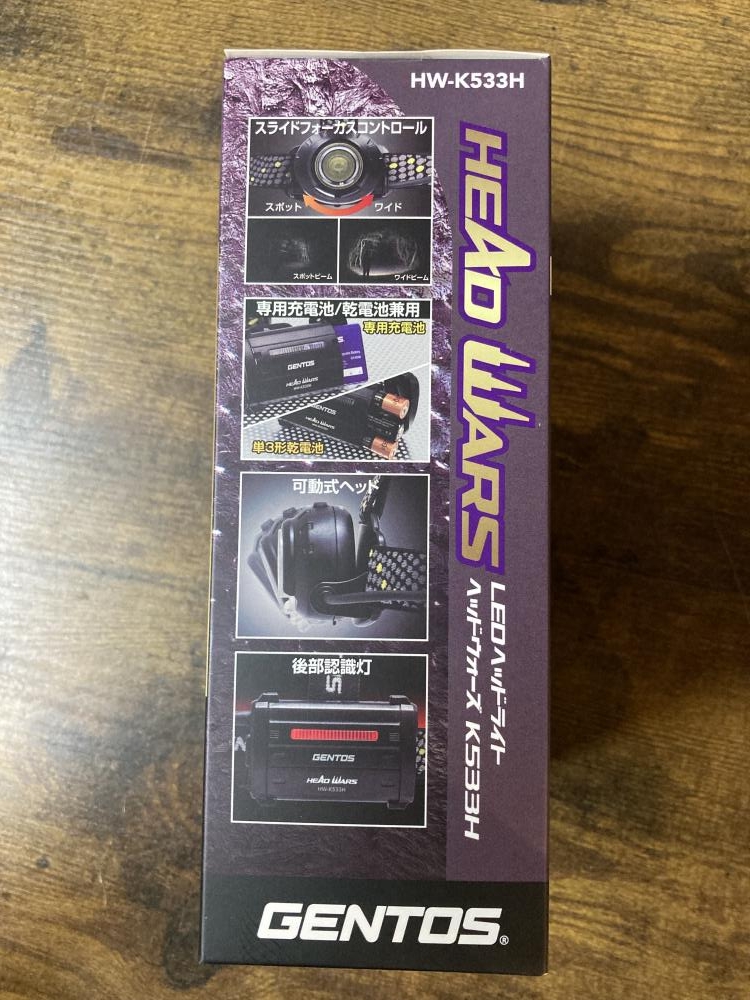 HW-K533H
HEAD WARS
LEDヘッドライト
ヘッドウォーズ K533H
スライドフォーカスコントロール
スポット
ワイド
スポットビーム
ワイドビーム
専用充電池/乾電池兼用
専用充電池
GENTOS
HEAD WARS
GENTOS
HEAD WARS
単3形乾電池
可動式ヘッド
後部認識灯
GENTOS
HEAD WARS
HW-K533H
GENTOS®